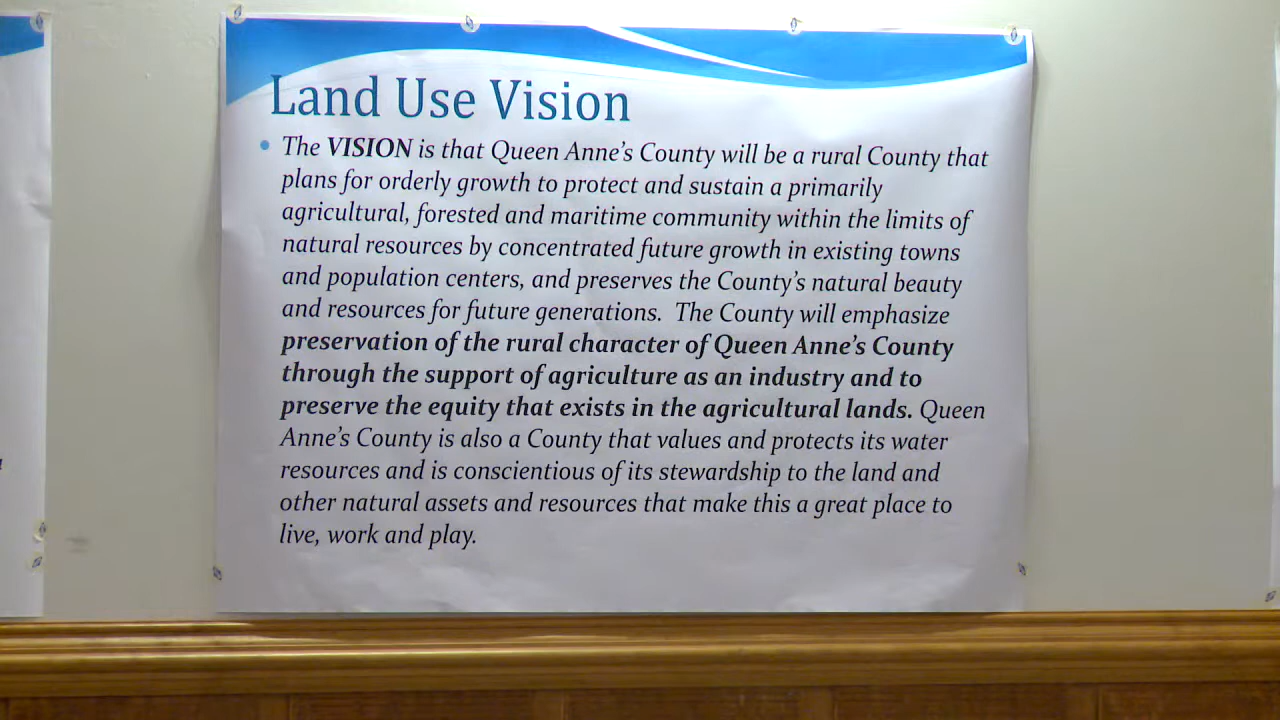 Land Use Vision
• The VISION is that Queen Anne's County will be a rural County that
plans for orderly growth to protect and sustain a primarily
agricultural, forested and maritime community within the limits of
natural resources by concentrated future growth in existing towns
and population centers, and preserves the County's natural beauty
and resources for future generations.  The County will emphasize
preservation of the rural character of Queen Anne's County
through the support of agriculture as an industry and to
preserve the equity that exists in the agricultural lands. Queen
Anne's County is also a County that values and protects its water
resources and is conscientious of its stewardship to the land and
other natural assets and resources that make this a great place to
live, work and play.